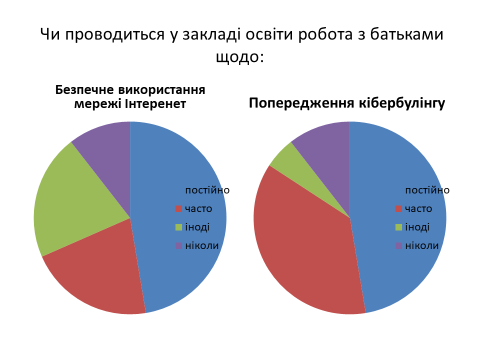 Чи проводиться у закладі освіти робота з батьками
щодо:
Безпечне використання
мережі Інтеренет
постійно
часто
іноді
ніколи
Попередження кібербулінгу
постійно
часто
іноді
ніколи